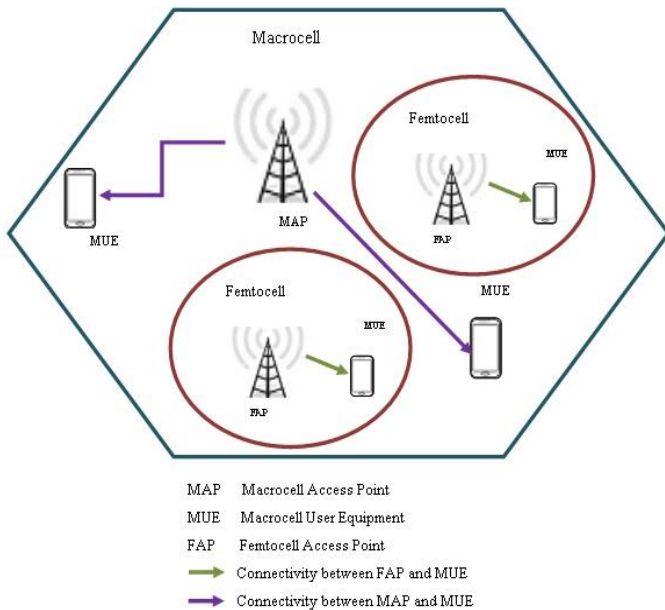 Macrocell
Femtocell
MUE
FAP
MAP
MUE
Femtocell
MUE
MUE
FAP
MAP Macrocell Access Point
MUE Macrocell User Equipment
FAP Femtocell Access Point
Connectivity between FAP and MUE
Connectivity between MAP and MUE